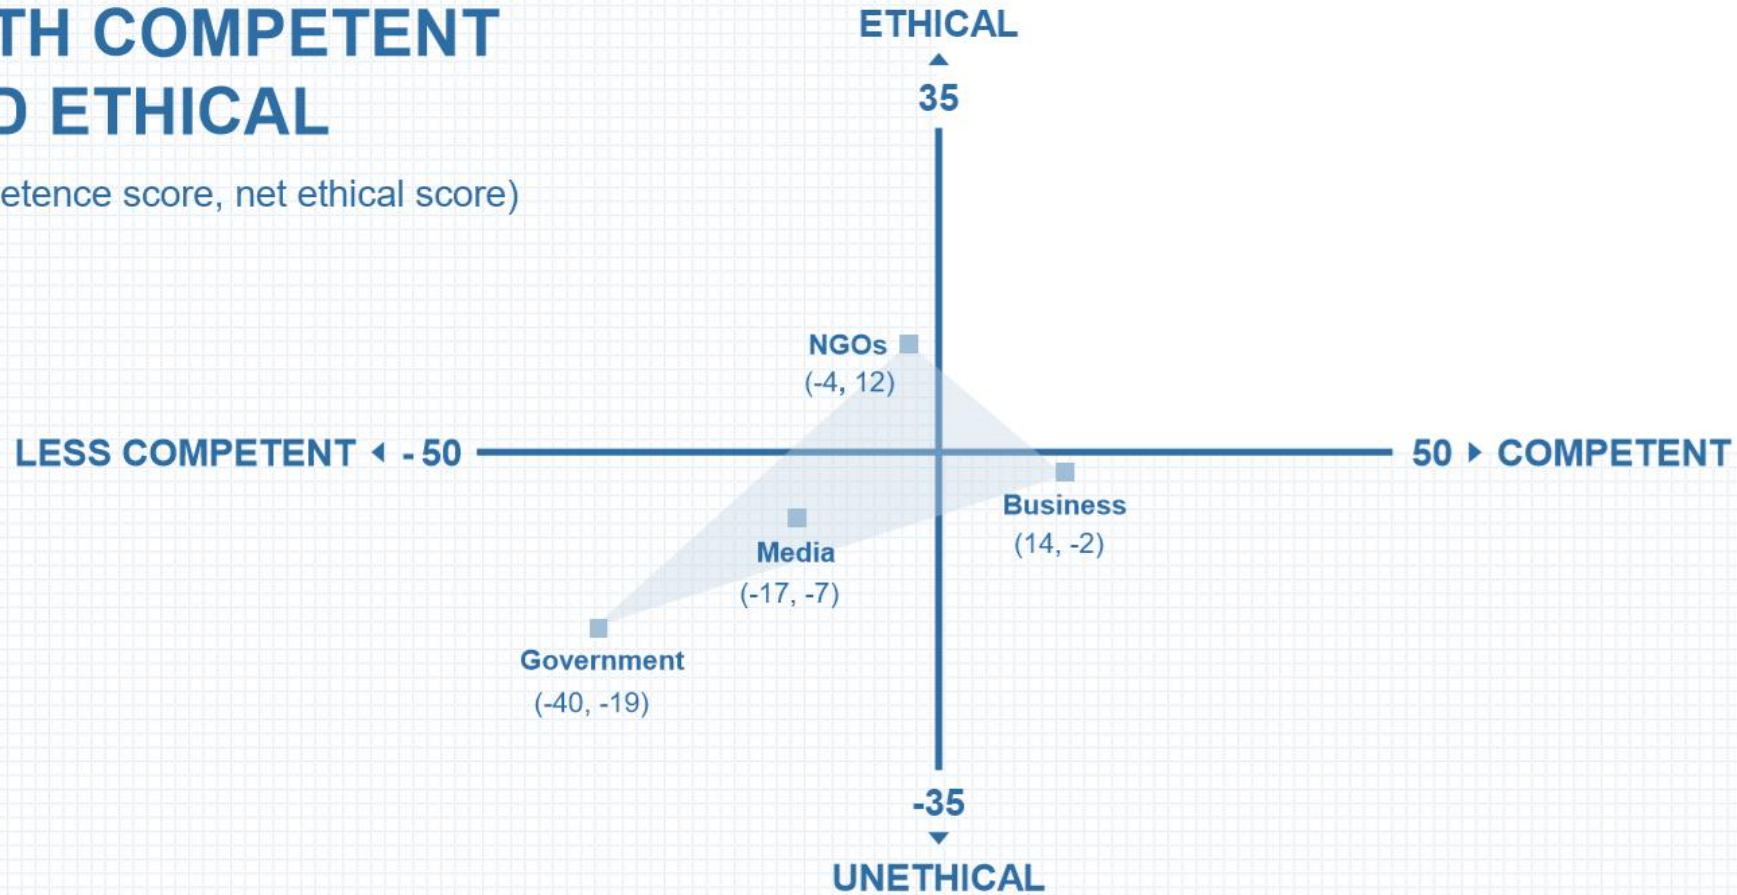 TH COMPETENT
D ETHICAL
etence score, net ethical score)
ETHICAL
35
NGOs
(-4, 12)
LESS COMPETENT ◂ - 50
50 ▸ COMPETENT
Business
(14, -2)
Media
(-17, -7)
Government
(-40, -19)
-35
UNETHICAL